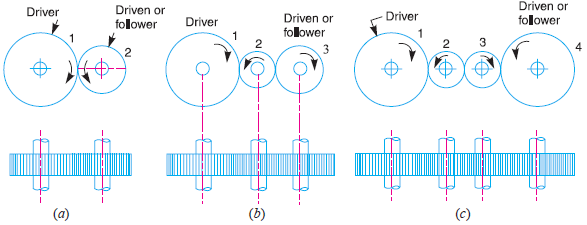 Driver
Driven or
follower
1
2
(a)
Driver
Driven or
follower
1
2
3
(b)
Driver
Driven or
follower
1
2
3
4
(c)